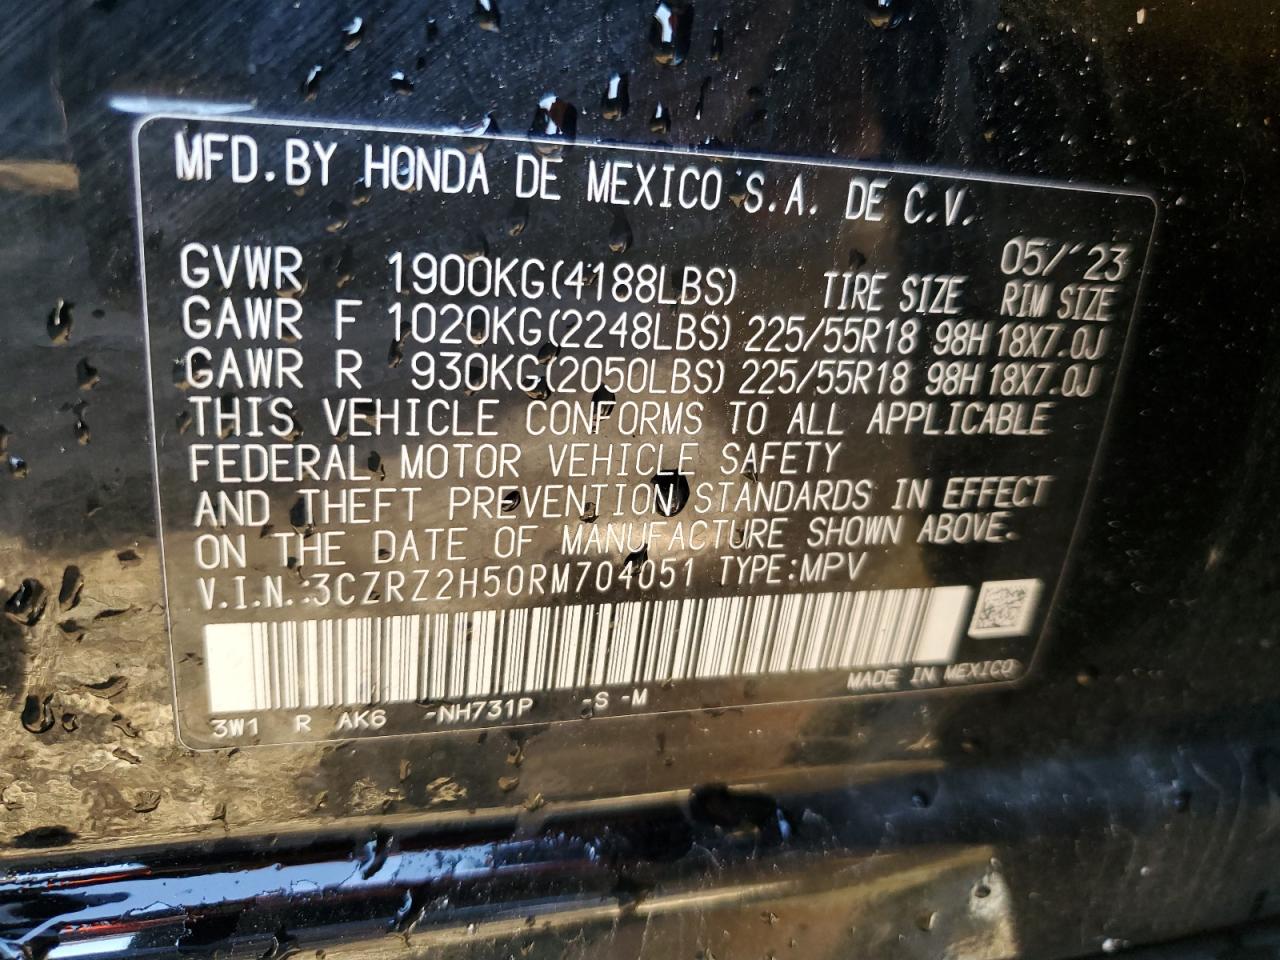 MFD.BY HONDA DE MEXICO S.A. DE C.V.
05/'23
GVWR 1900KG(4188LBS) TIRE SIZE RIM SIZE
GAWR F 1020KG(2248LBS) 225/55R18 98H 18X7.0J
GAWR R 930KG(2050LBS) 225/55R18 98H 18X7.0J
THIS VEHICLE CONFORMS TO ALL APPLICABLE
FEDERAL MOTOR VEHICLE SAFETY
AND THEFT PREVENTION STANDARDS IN EFFECT
ON THE DATE OF MANUFACTURE SHOWN ABOVE.
V.I.N.:3CZRZ2H50RM704051 TYPE:MPV
MADE IN MEXICO
3W1 R AK6 -NH731P -S -M